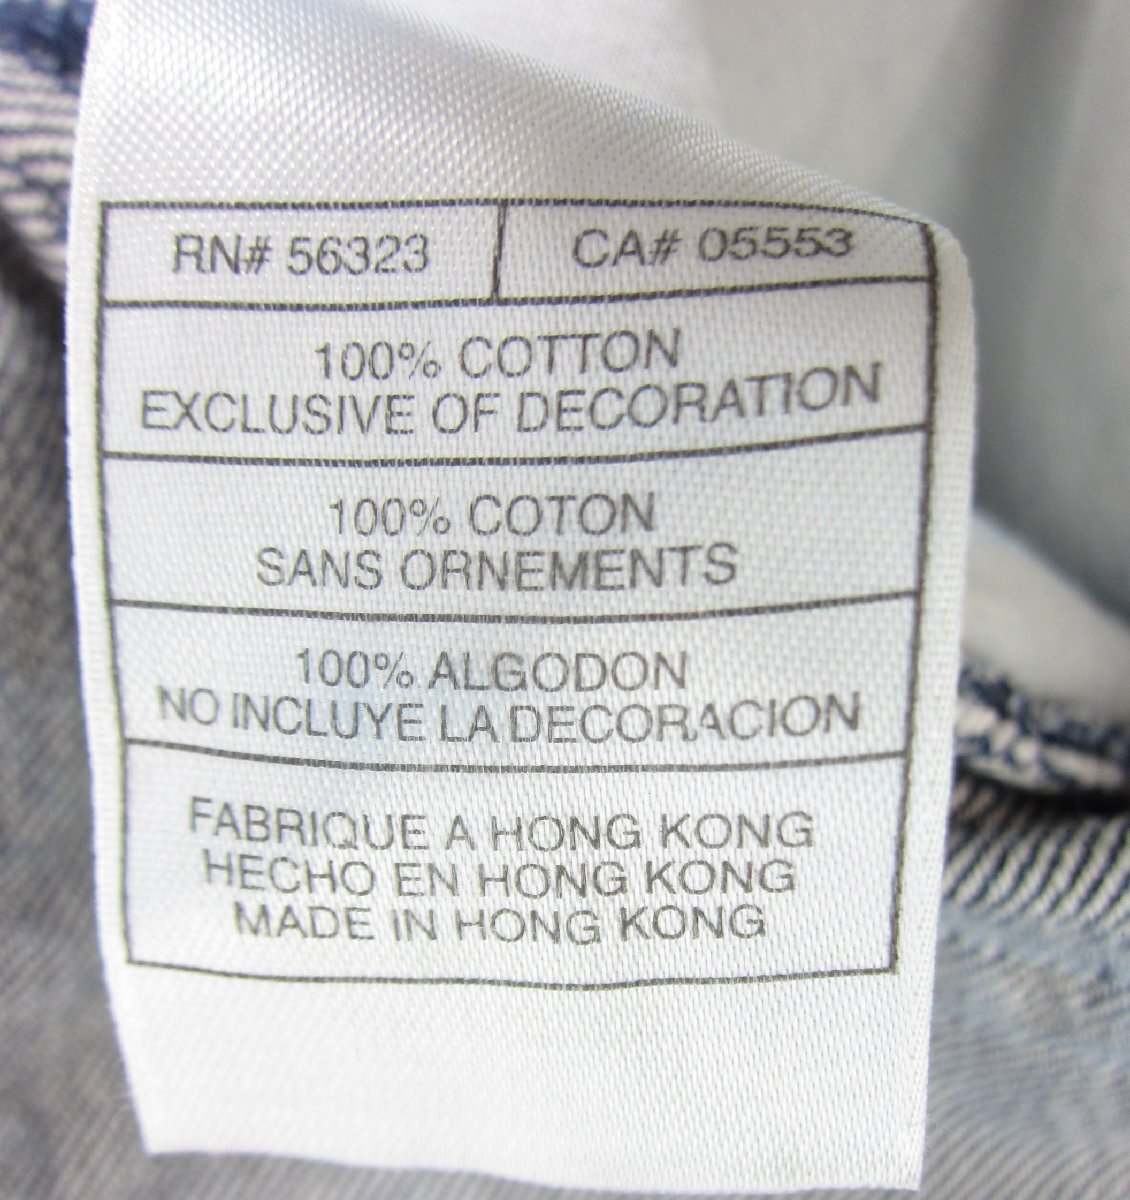 RN# 56323 CA# 05553
100% COTTON
EXCLUSIVE OF DECORATION
100% COTON
SANS ORNEMENTS
100% ALGODON
NO INCLUYE LA DECORACION
FABRIQUE A HONG KONG
HECHO EN HONG KONG
MADE IN HONG KONG